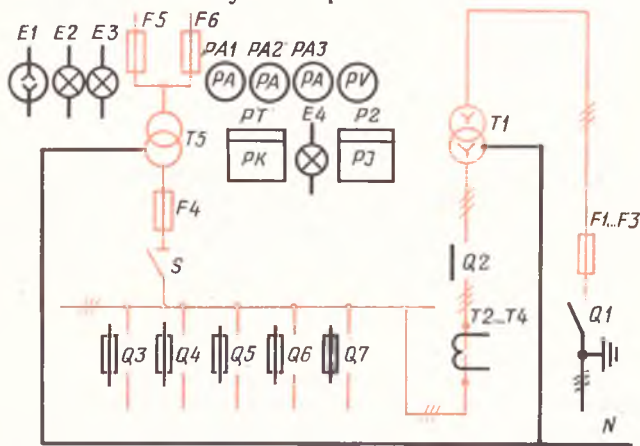 F5 F6
E1 E2 E3 PA1 PA2 PA3
PA PA PA PV
T5 PT E4 P2 T1
PK PJ
F4 F1...F3
S Q2
Q1
T2...T4
Q3 Q4 Q5 Q6 Q7
N